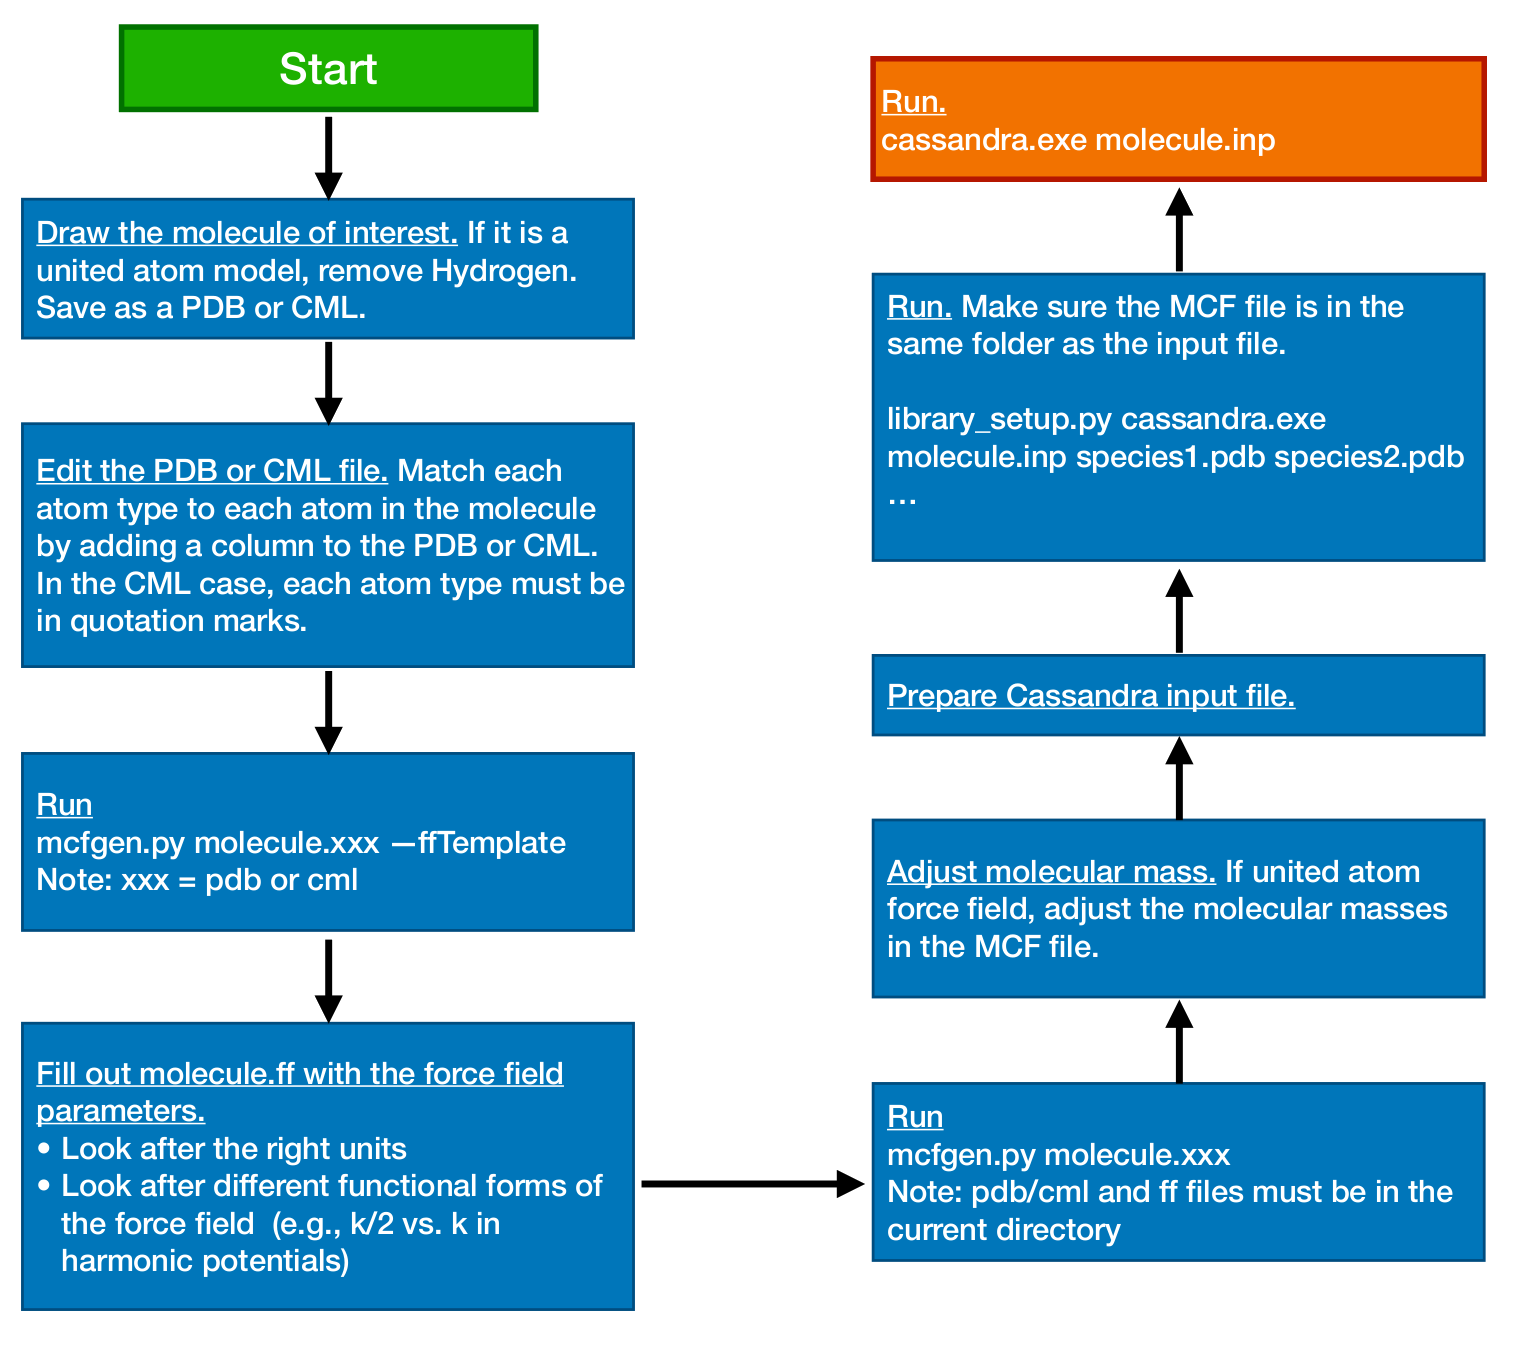 Start
Draw the molecule of interest. If it is a
united atom model, remove Hydrogen.
Save as a PDB or CML.
Edit the PDB or CML file. Match each
atom type to each atom in the molecule
by adding a column to the PDB or CML.
In the CML case, each atom type must be
in quotation marks.
Run
mcfgen.py molecule.xxx —ffTemplate
Note: xxx = pdb or cml
Fill out molecule.ff with the force field
parameters.
• Look after the right units
• Look after different functional forms of
the force field  (e.g., k/2 vs. k in
harmonic potentials)
Run
mcfgen.py molecule.xxx
Note: pdb/cml and ff files must be in the
current directory
Adjust molecular mass. If united atom
force field, adjust the molecular masses
in the MCF file.
Prepare Cassandra input file.
Run. Make sure the MCF file is in the
same folder as the input file.
library_setup.py cassandra.exe
molecule.inp species1.pdb species2.pdb
…
Run.
cassandra.exe molecule.inp